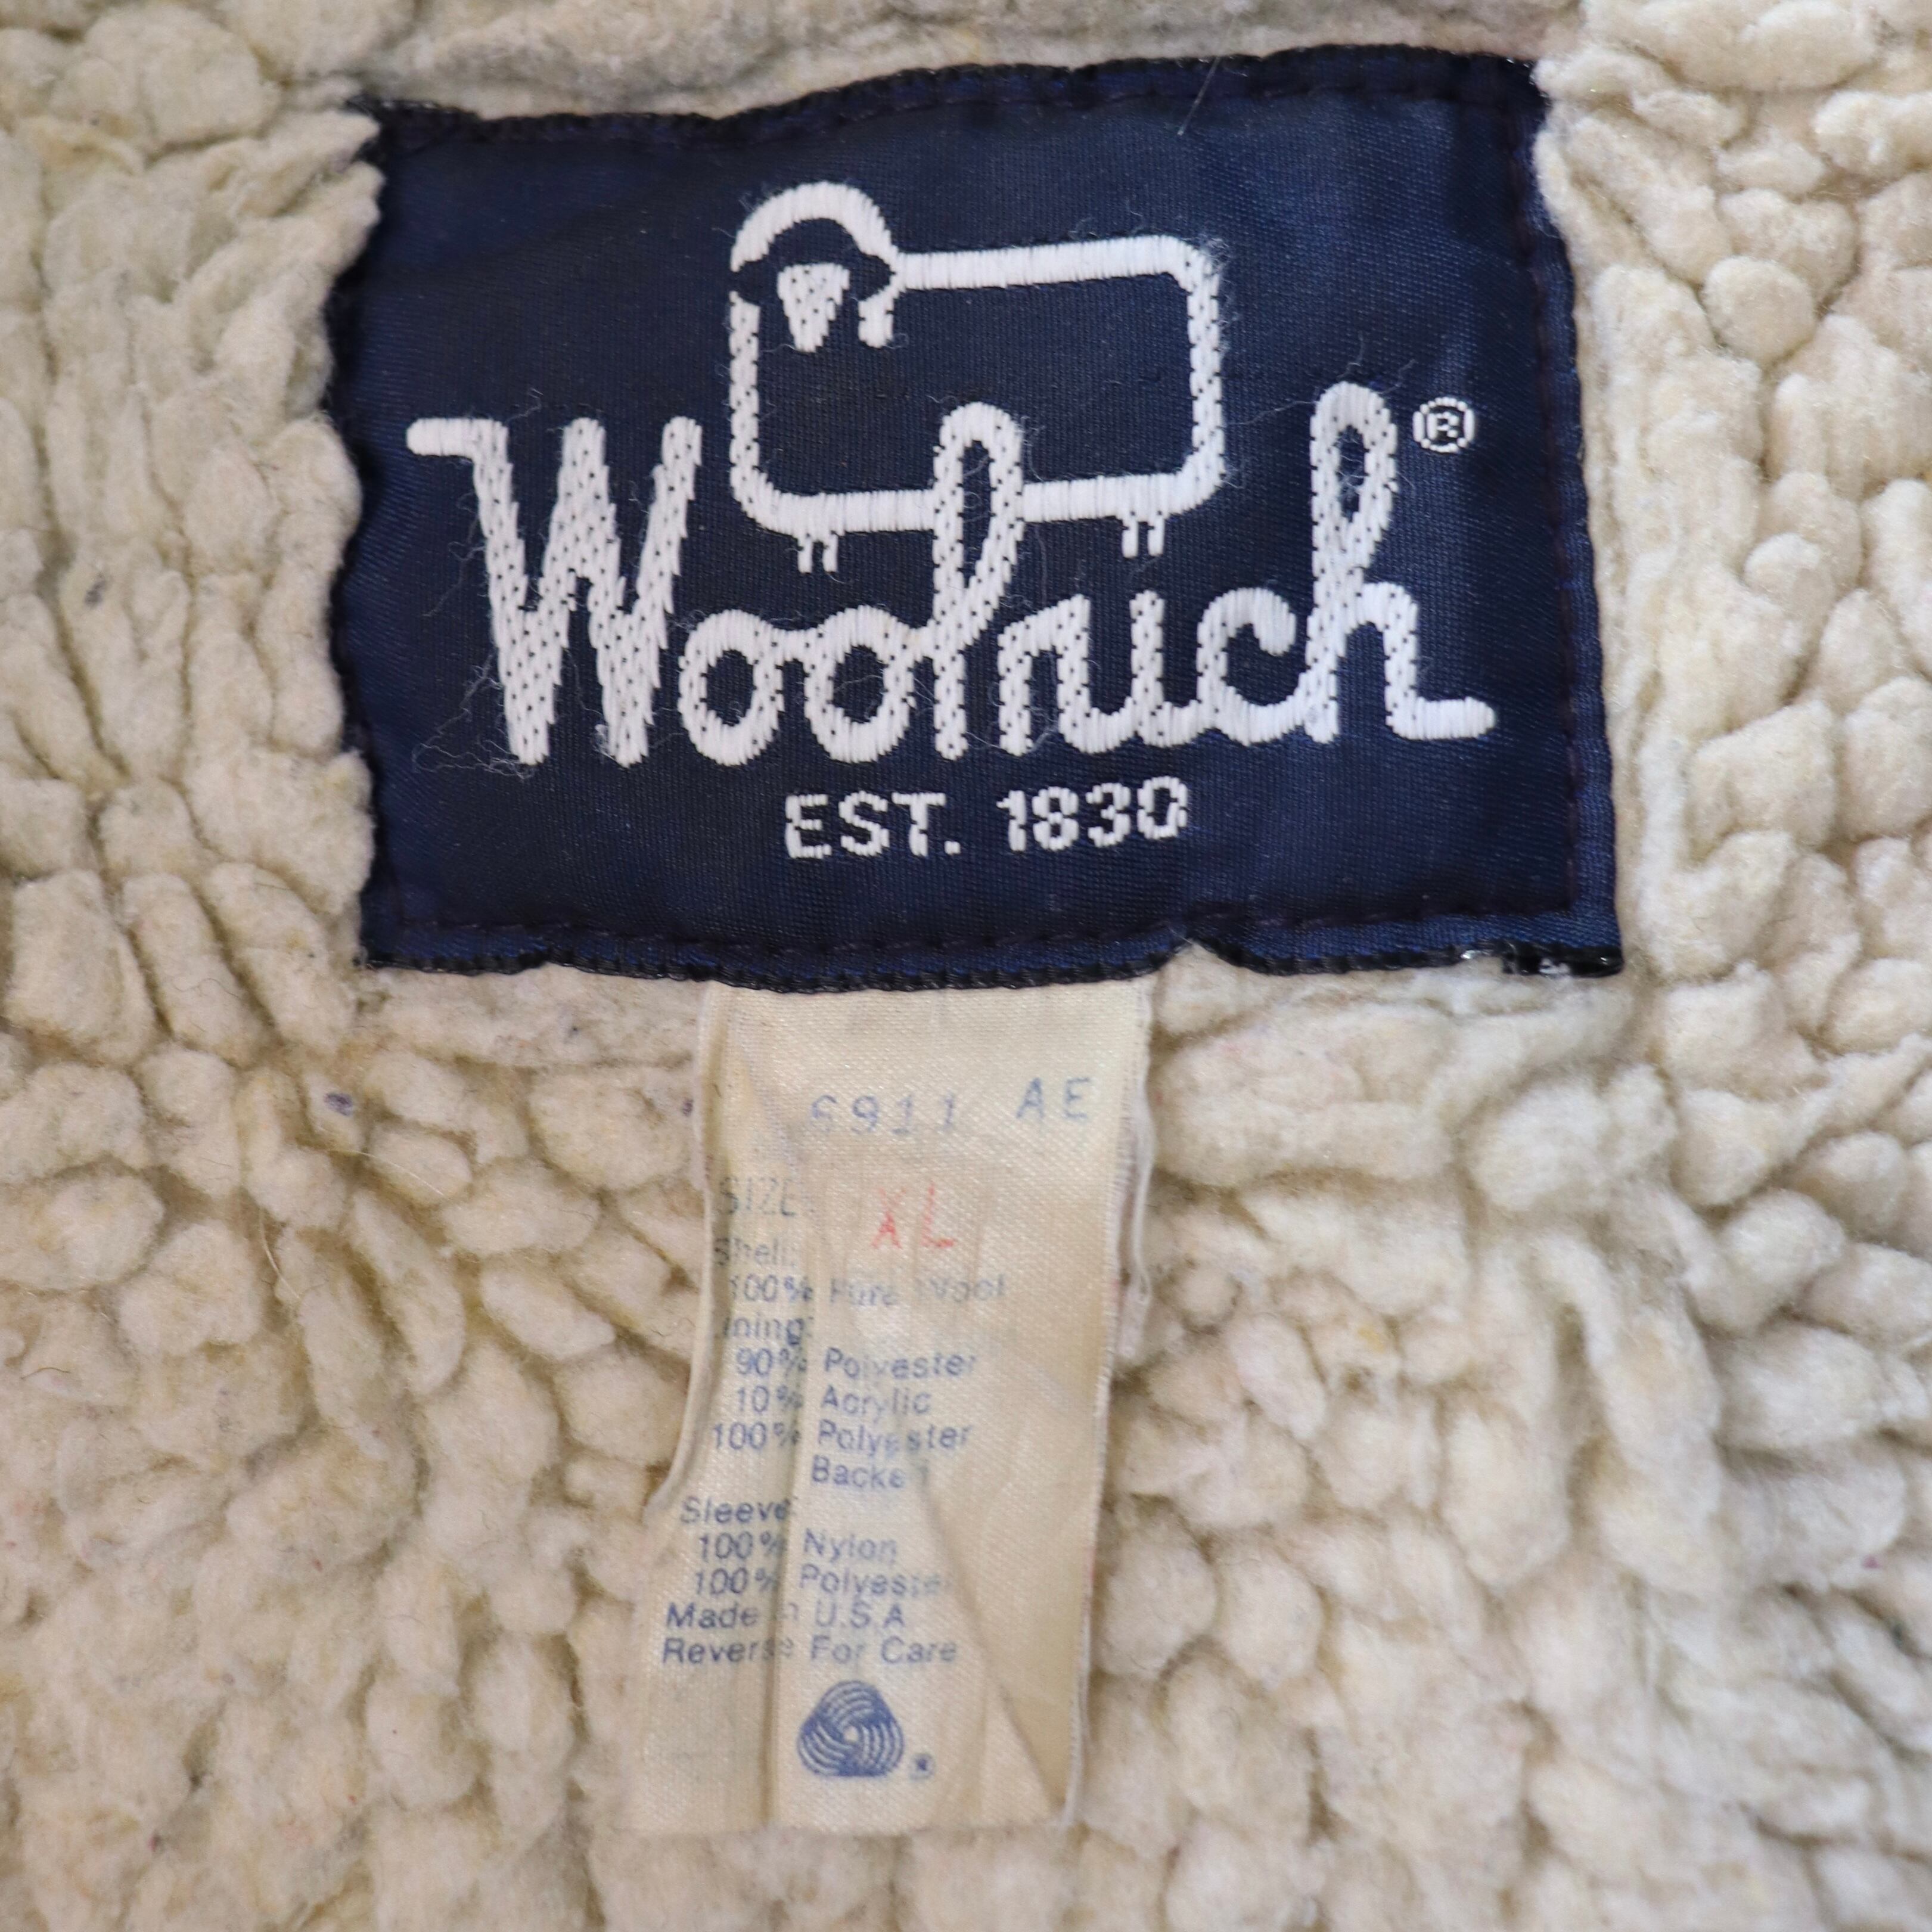 Woolrich®
EST. 1830
6911 AE
SIZE XL
Shell:
100% Pure Wool
ining:
90% Polyester
10% Acrylic
100% Polyester
Backed
Sleeve
100% Nylon
100% Polyester
Made in U.S.A
Reverse For Care